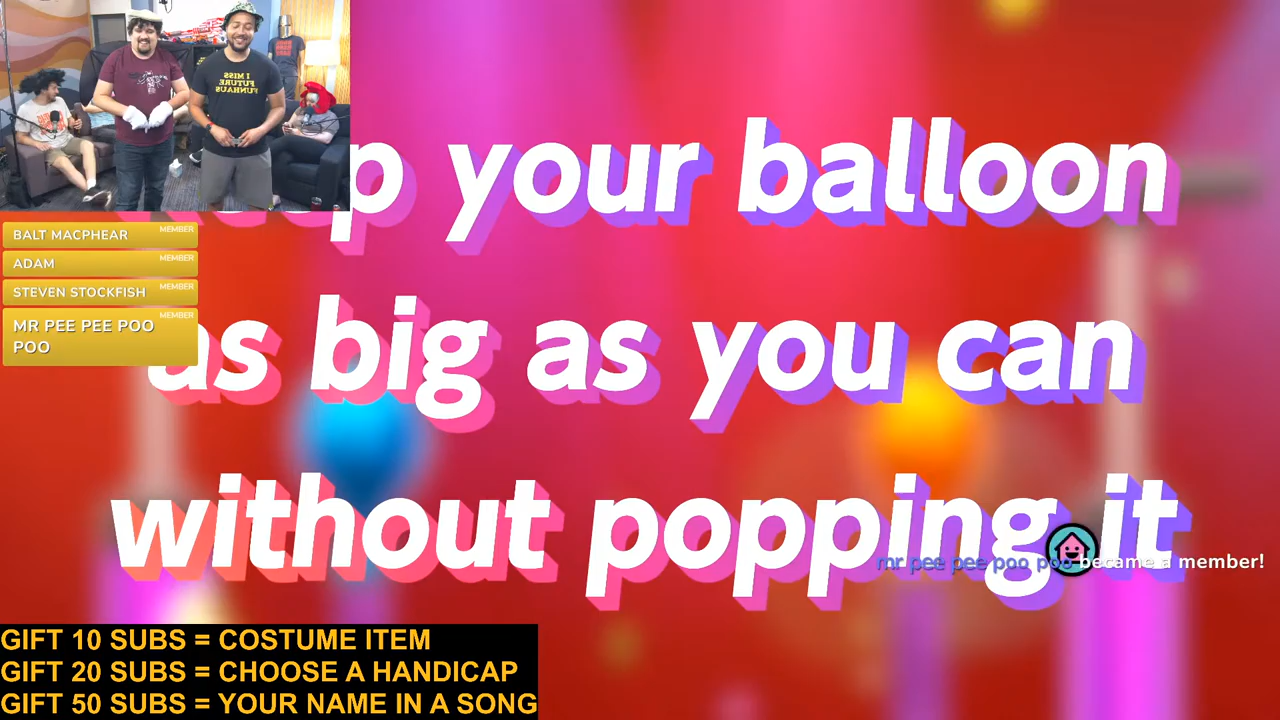 I MISS
FUTURE
FUNHAUS
Keep your balloon
as big as you can
without popping it
BALT MACPHEAR MEMBER
ADAM MEMBER
STEVEN STOCKFISH MEMBER
MR PEE PEE POO MEMBER
POO
mr pee pee poo poo became a member!
GIFT 10 SUBS = COSTUME ITEM
GIFT 20 SUBS = CHOOSE A HANDICAP
GIFT 50 SUBS = YOUR NAME IN A SONG